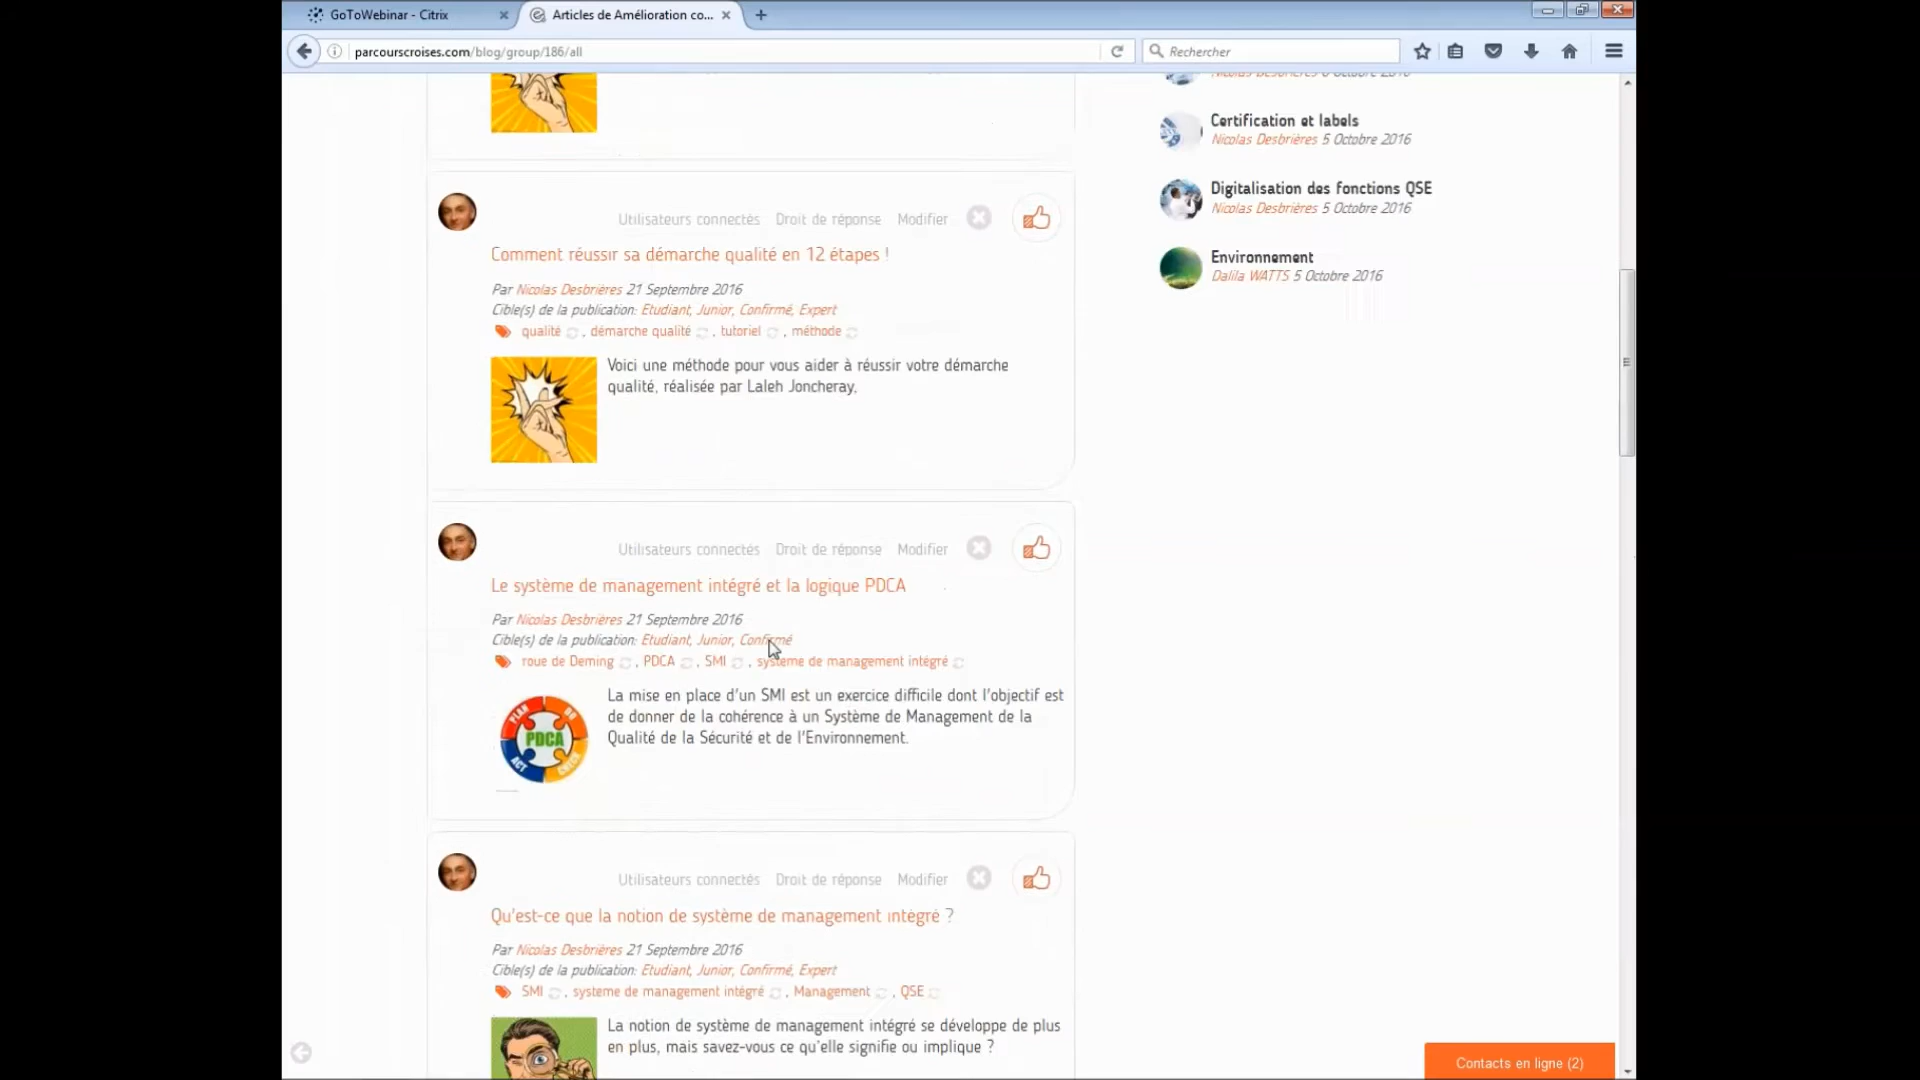 GoToWebinar - Citrix
Articles de Amélioration co...
parcourscroises.com/blog/group/186/all
Rechercher
Utilisateurs connectés Droit de réponse Modifier
Comment réussir sa démarche qualité en 12 étapes !
Par Nicolas Desbrières 21 Septembre 2016
Cible(s) de la publication: Etudiant, Junior, Confirmé, Expert
qualité , démarche qualité , tutoriel , méthode
Voici une méthode pour vous aider à réussir votre démarche
qualité, réalisée par Laleh Joncheray,
Utilisateurs connectés Droit de réponse Modifier
Le système de management intégré et la logique PDCA
Par Nicolas Desbrières 21 Septembre 2016
Cible(s) de la publication: Etudiant, Junior, Confirmé
roue de Deming , PDCA , SMI , système de management intégré
PLAN
DO
PDCA
ACT
CHECK
La mise en place d'un SMI est un exercice difficile dont l'objectif est
de donner de la cohérence à un Système de Management de la
Qualité de la Sécurité et de l'Environnement.
Utilisateurs connectés Droit de réponse Modifier
Qu'est-ce que la notion de système de management intégré ?
Par Nicolas Desbrières 21 Septembre 2016
Cible(s) de la publication: Etudiant, Junior, Confirmé, Expert
SMI , systeme de management intégré , Management , QSE
La notion de système de management intégré se développe de plus
en plus, mais savez-vous ce qu'elle signifie ou implique ?
Nicolas Desbrières 6 Octobre 2016
Certification et labels
Nicolas Desbrières 5 Octobre 2016
Digitalisation des fonctions QSE
Nicolas Desbrières 5 Octobre 2016
Environnement
Dalila WATTS 5 Octobre 2016
Contacts en ligne (2)